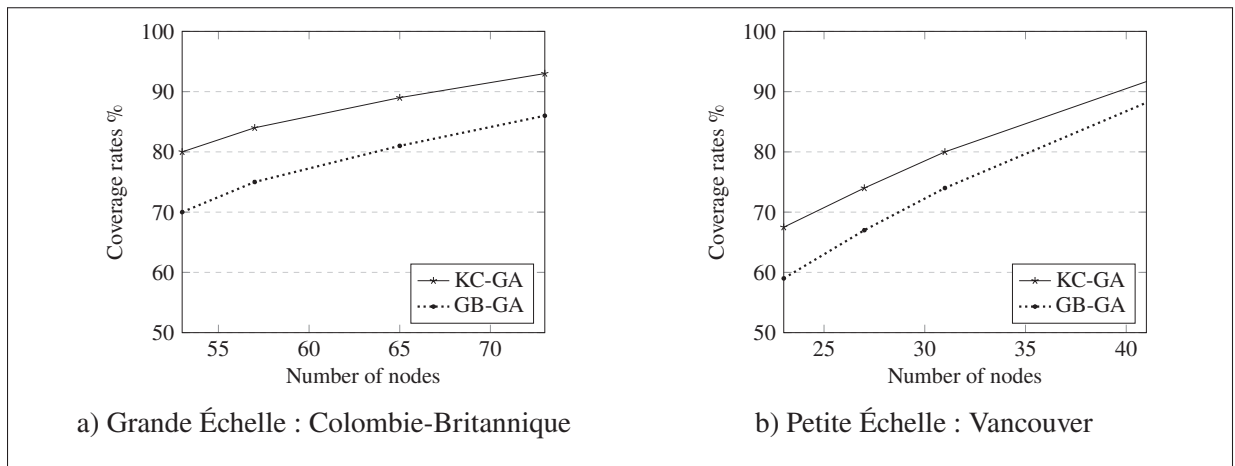 100
90
80
70
60
50
Coverage rates %
55 60 65 70
Number of nodes
KC-GA
GB-GA
a) Grande Échelle : Colombie-Britannique
100
90
80
70
60
50
Coverage rates %
25 30 35 40
Number of nodes
KC-GA
GB-GA
b) Petite Échelle : Vancouver